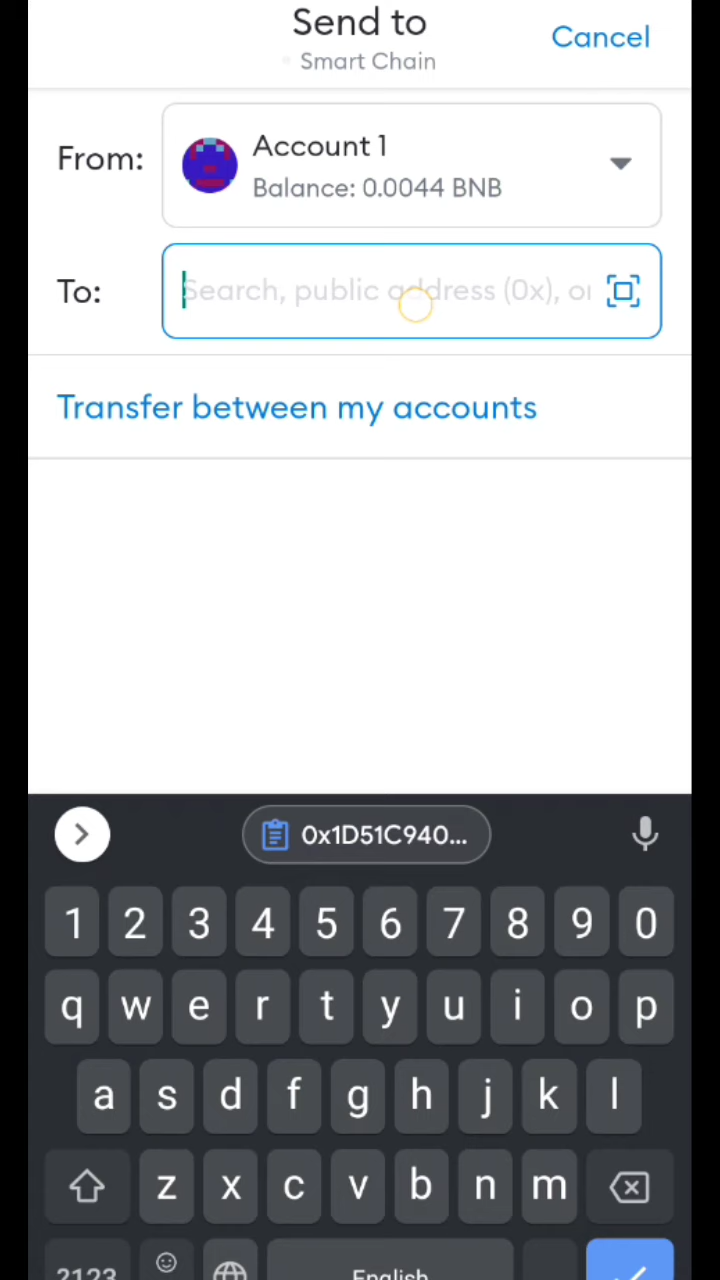 Send to
Cancel
Smart Chain
From:
Account 1
Balance: 0.0044 BNB
To:
Search, public address (0x), or
Transfer between my accounts
0x1D51C940...
1 2 3 4 5 6 7 8 9 0
q w e r t y u i o p
a s d f g h j k l
z x c v b n m
?123
English